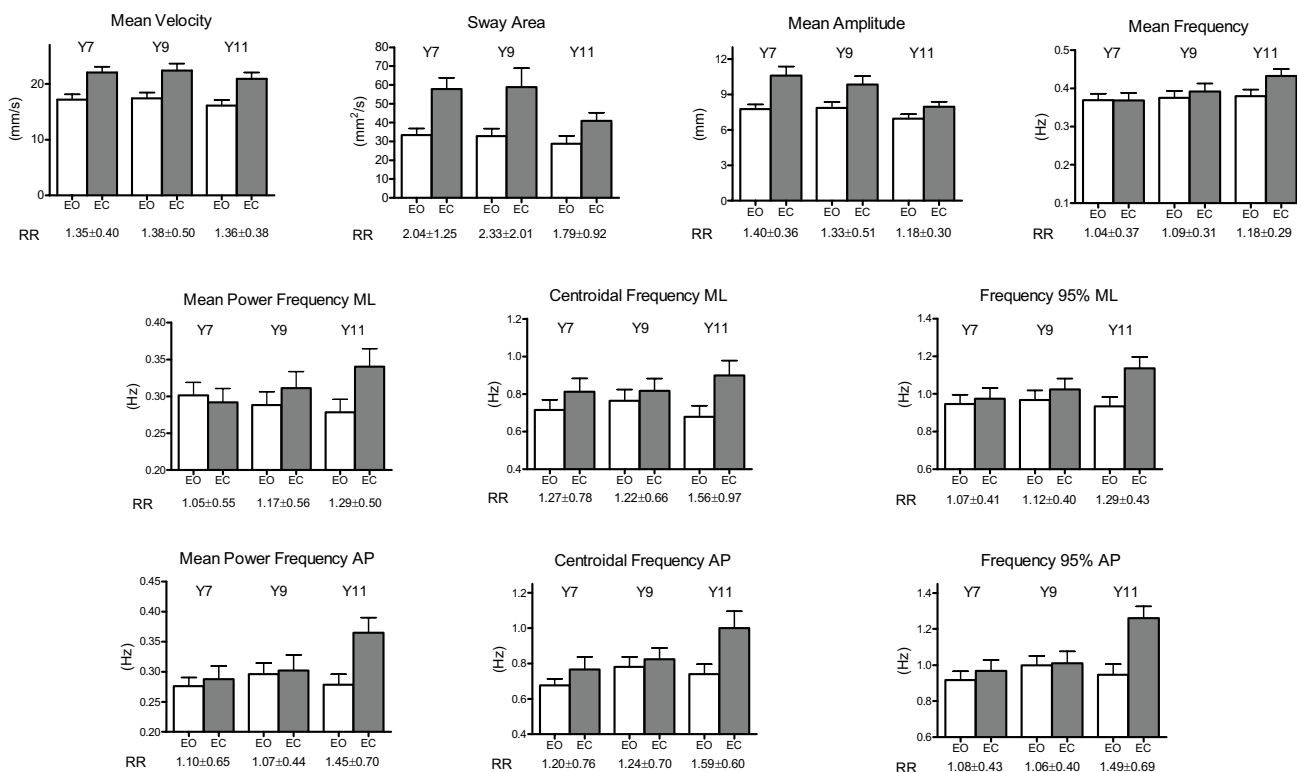 Mean Velocity
Y7 Y9 Y11
(mm/s)
20
0
EO EC EO EC EO EC
RR 1.35±0.40 1.38±0.50 1.36±0.38
Sway Area
Y7 Y9 Y11
(mm²/s)
80
70
60
50
40
30
20
10
0
EO EC EO EC EO EC
RR 2.04±1.25 2.33±2.01 1.79±0.92
Mean Amplitude
Y7 Y9 Y11
(mm)
12
9
6
3
0
EO EC EO EC EO EC
RR 1.40±0.36 1.33±0.51 1.18±0.30
Mean Frequency
Y7 Y9 Y11
(Hz)
0.5
0.4
0.3
0.2
0.1
EO EC EO EC EO EC
RR 1.04±0.37 1.09±0.31 1.18±0.29
Mean Power Frequency ML
Y7 Y9 Y11
(Hz)
0.40
0.35
0.30
0.25
0.20
EO EC EO EC EO EC
RR 1.05±0.55 1.17±0.56 1.29±0.50
Centroidal Frequency ML
Y7 Y9 Y11
(Hz)
1.2
1.0
0.8
0.6
0.4
EO EC EO EC EO EC
RR 1.27±0.78 1.22±0.66 1.56±0.97
Frequency 95% ML
Y7 Y9 Y11
(Hz)
1.4
1.2
1.0
0.8
0.6
EO EC EO EC EO EC
RR 1.07±0.41 1.12±0.40 1.29±0.43
Mean Power Frequency AP
Y7 Y9 Y11
(Hz)
0.45
0.40
0.35
0.30
0.25
0.20
EO EC EO EC EO EC
RR 1.10±0.65 1.07±0.44 1.45±0.70
Centroidal Frequency AP
Y7 Y9 Y11
(Hz)
1.2
1.0
0.8
0.6
0.4
EO EC EO EC EO EC
RR 1.20±0.76 1.24±0.70 1.59±0.60
Frequency 95% AP
Y7 Y9 Y11
(Hz)
1.4
1.2
1.0
0.8
0.6
EO EC EO EC EO EC
RR 1.08±0.43 1.06±0.40 1.49±0.69